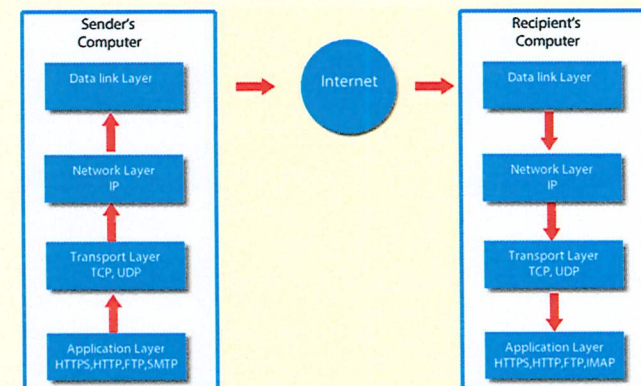 Sender's
Computer
Data link Layer
Network Layer
IP
Transport Layer
TCP, UDP
Application Layer
HTTPS,HTTP,FTP,SMTP
Internet
Recipient's
Computer
Data link Layer
Network Layer
IP
Transport Layer
TCP, UDP
Application Layer
HTTPS,HTTP,FTP,IMAP